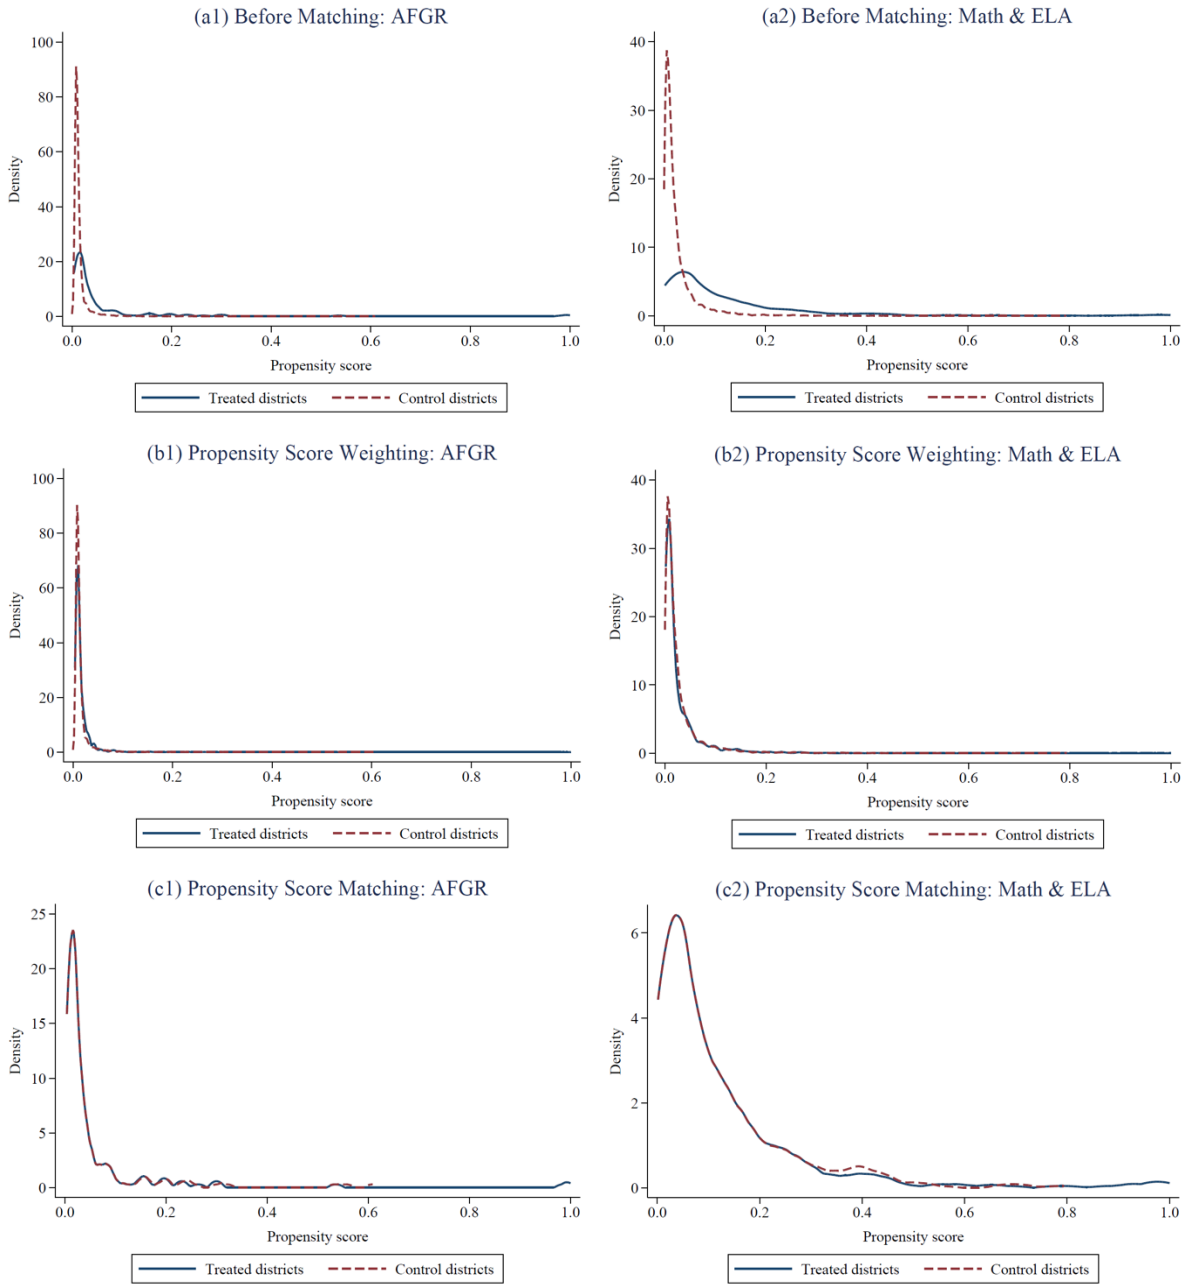 (a1) Before Matching: AFGR
100
80
60
40
20
0
Density
0.0 0.2 0.4 0.6 0.8 1.0
Propensity score
Treated districts Control districts
(a2) Before Matching: Math & ELA
40
30
20
10
0
Density
0.0 0.2 0.4 0.6 0.8 1.0
Propensity score
Treated districts Control districts
(b1) Propensity Score Weighting: AFGR
100
80
60
40
20
0
Density
0.0 0.2 0.4 0.6 0.8 1.0
Propensity score
Treated districts Control districts
(b2) Propensity Score Weighting: Math & ELA
40
30
20
10
0
Density
0.0 0.2 0.4 0.6 0.8 1.0
Propensity score
Treated districts Control districts
(c1) Propensity Score Matching: AFGR
25
20
15
10
5
0
Density
0.0 0.2 0.4 0.6 0.8 1.0
Propensity score
Treated districts Control districts
(c2) Propensity Score Matching: Math & ELA
6
4
2
0
Density
0.0 0.2 0.4 0.6 0.8 1.0
Propensity score
Treated districts Control districts